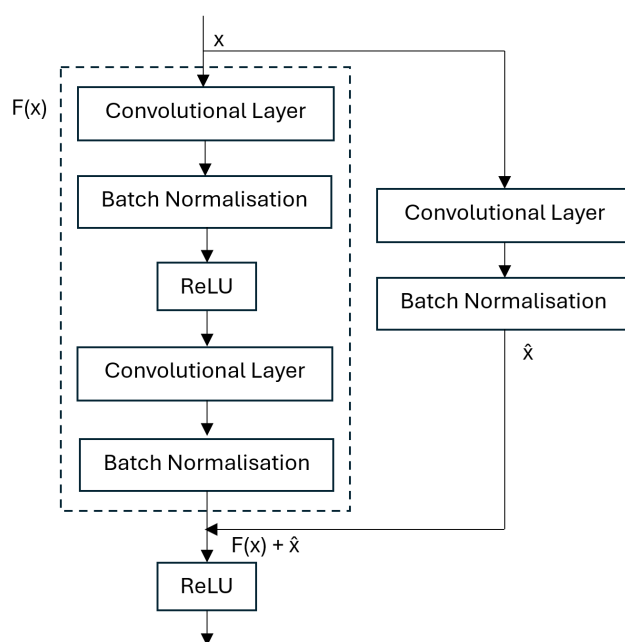 x
F(x)
Convolutional Layer
Batch Normalisation
ReLU
Convolutional Layer
Batch Normalisation
Convolutional Layer
Batch Normalisation
x̂
F(x) + x̂
ReLU